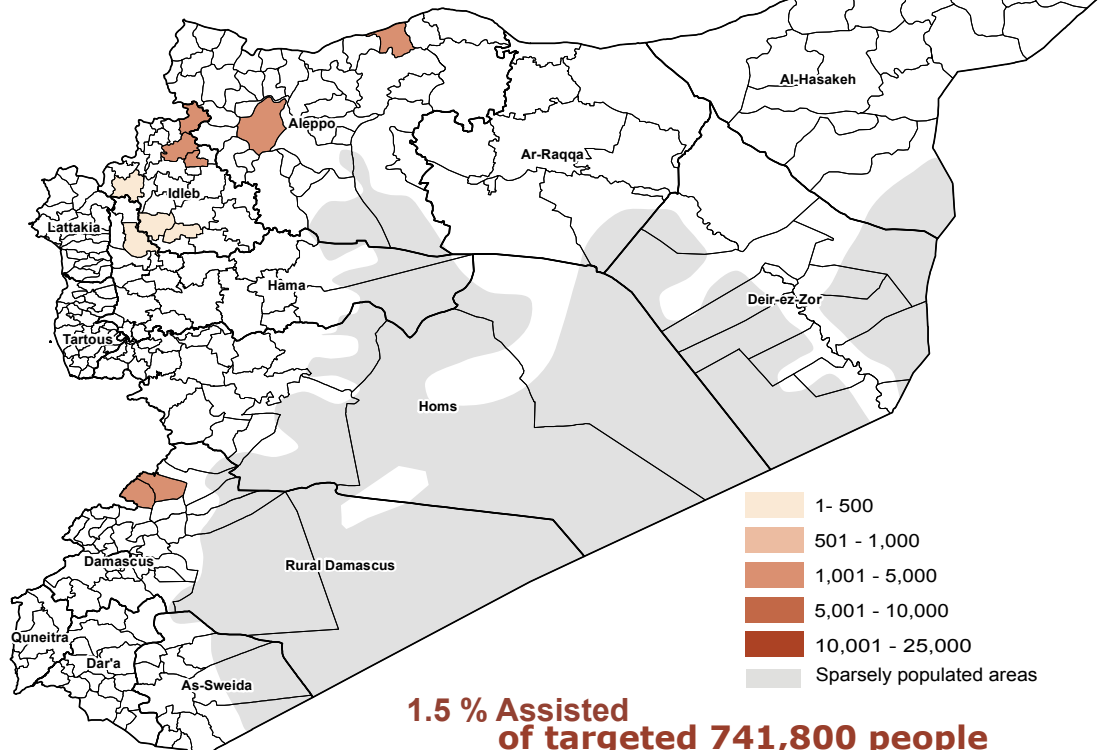 Al-Hasakeh
Aleppo
Ar-Raqqa
Idleb
Lattakia
Hama
Deir-ez-Zor
Tartous
Homs
1- 500
501 - 1,000
1,001 - 5,000
5,001 - 10,000
10,001 - 25,000
Sparsely populated areas
Damascus
Rural Damascus
Quneitra
Dar'a
As-Sweida
1.5 % Assisted
of targeted 741,800 people